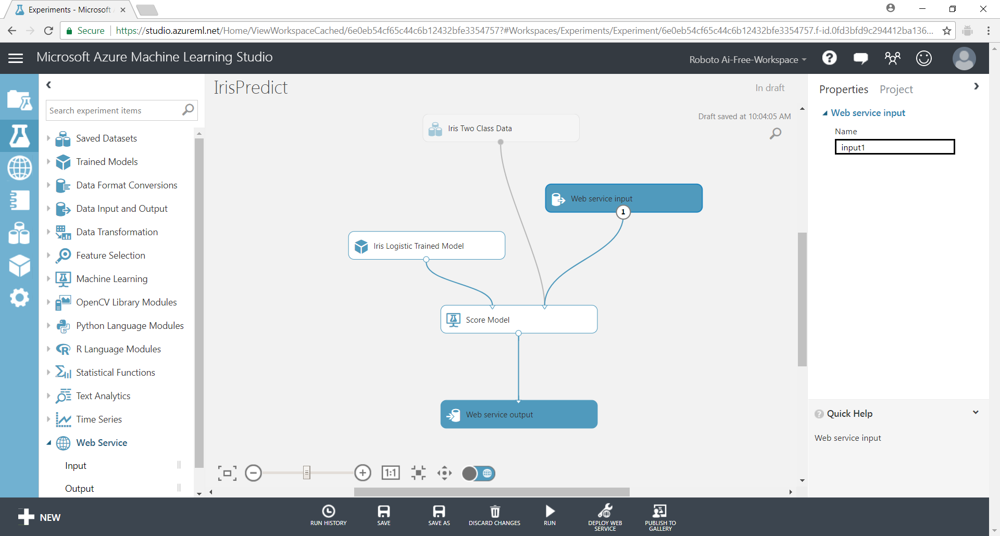 Experiments - Microsoft
Secure
https://studio.azureml.net/Home/ViewWorkspaceCached/6e0eb54cf65c44c6b12432bfe3354757?#Workspaces/Experiments/Experiment/6e0eb54cf65c44c6b12432bfe3354757.f-id.0fd3bfd9c294412ba136...
Microsoft Azure Machine Learning Studio
Roboto Ai-Free-Workspace
Search experiment items
Saved Datasets
Trained Models
Data Format Conversions
Data Input and Output
Data Transformation
Feature Selection
Machine Learning
OpenCV Library Modules
Python Language Modules
R Language Modules
Statistical Functions
Text Analytics
Time Series
Web Service
Input
Output
IrisPredict
In draft
Draft saved at 10:04:05 AM
Iris Two Class Data
Web service input
1
Iris Logistic Trained Model
Score Model
Web service output
1:1
Properties
Project
Web service input
Name
input1
Quick Help
Web service input
NEW
RUN HISTORY
SAVE
SAVE AS
DISCARD CHANGES
RUN
DEPLOY WEB
SERVICE
PUBLISH TO
GALLERY